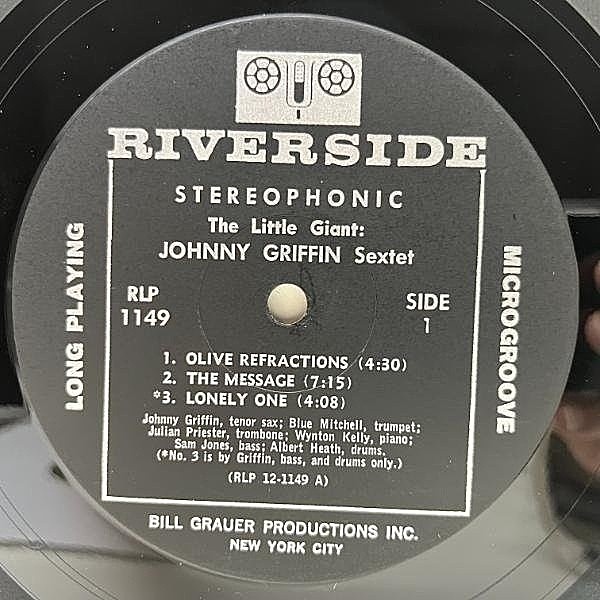 RIVERSIDE
STEREOPHONIC
The Little Giant:
JOHNNY GRIFFIN Sextet
LONG PLAYING
RLP
1149
SIDE
1
MICROGROOVE
1. OLIVE REFRACTIONS (4:30)
2. THE MESSAGE (7:15)
*3. LONELY ONE (4:08)
Johnny Griffin, tenor sax; Blue Mitchell, trumpet;
Julian Priester, trombone; Wynton Kelly, piano;
Sam Jones, bass; Albert Heath, drums.
(*No. 3 is by Griffin, bass, and drums only.)
(RLP 12-1149 A)
BILL GRAUER PRODUCTIONS INC.
NEW YORK CITY